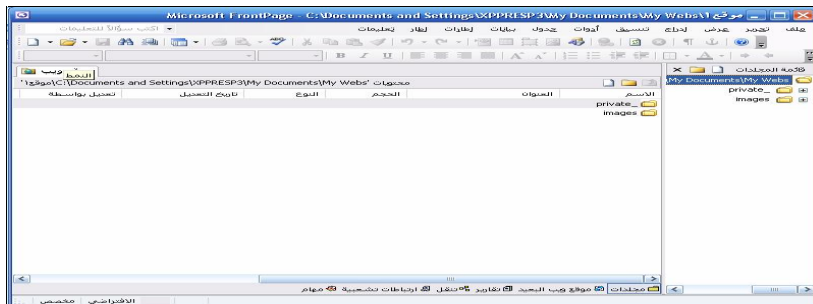 Microsoft FrontPage - C:\Documents and Settings\XPPRESP3\My Documents\My Webs\موقع1
ملف تحرير عرض إدراج تنسيق أدوات جدول بيانات إطارات إطار تعليمات
اكتب سؤالاً للتعليمات
قائمة المجلدات
ويب
النمط
محتويات 'C:\Documents and Settings\XPPRESP3\My Documents\My Webs\موقع1'
My Documents\My Webs
_private
images
الاسم العنوان الحجم النوع تاريخ التعديل تعديل بواسطة
_private
images
مجلدات موقع ويب البعيد تقارير تنقل ارتباطات تشعبية مهام
الافتراضي مخصص